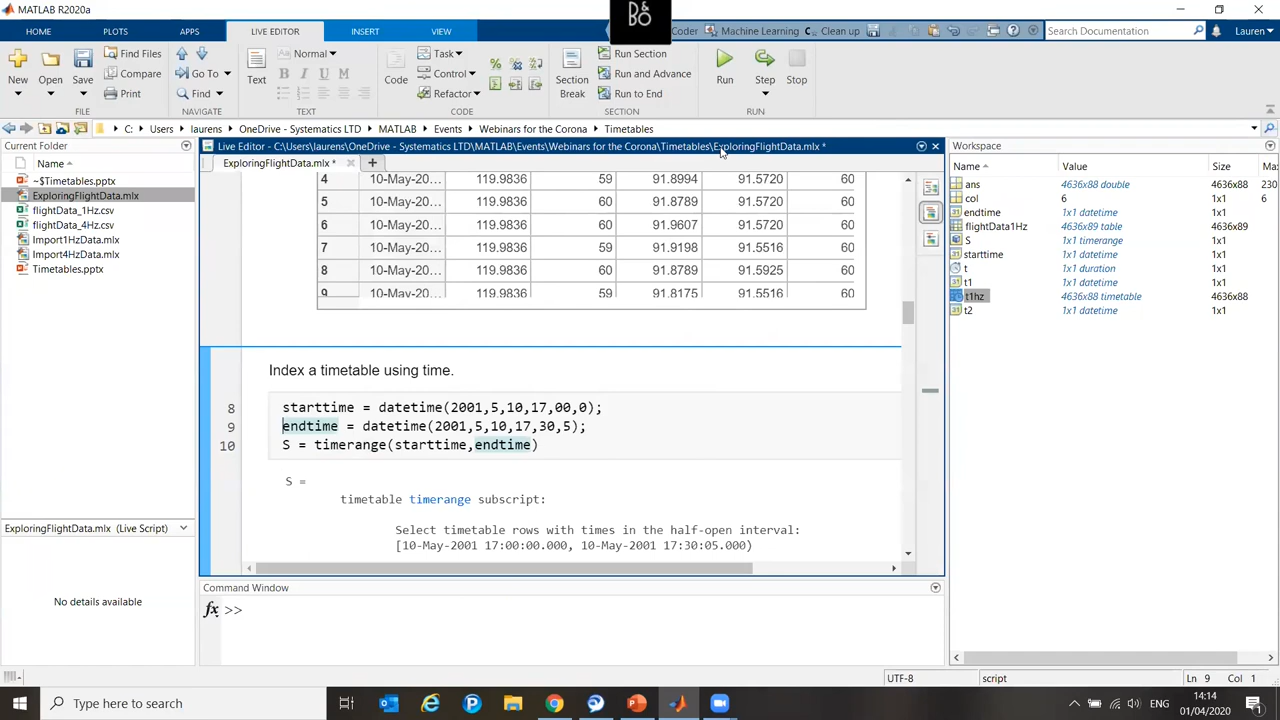 MATLAB R2020a
D&
BO
HOME
PLOTS
APPS
LIVE EDITOR
INSERT
VIEW
Coder
Machine Learning
Clean up
Search Documentation
Lauren
New
Open
Save
Find Files
Compare
Print
Go To
Find
Text
Normal
B I U M
Code
Task
Control
Refactor
Section
Break
Run Section
Run and Advance
Run to End
Run
Step
Stop
FILE
NAVIGATE
TEXT
CODE
SECTION
RUN
C: Users laurens OneDrive - Systematics LTD MATLAB Events Webinars for the Corona Timetables
Current Folder
Name
~$Timetables.pptx
ExploringFlightData.mlx
flightData_1Hz.csv
flightData_4Hz.csv
Import1HzData.mlx
Import4HzData.mlx
Timetables.pptx
ExploringFlightData.mlx (Live Script)
No details available
Live Editor - C:\Users\laurens\OneDrive - Systematics LTD\MATLAB\Events\Webinars for the Corona\Timetables\ExploringFlightData.mlx *
ExploringFlightData.mlx *
4 10-May-20... 119.9836 59 91.8994 91.5720 60
5 10-May-20... 119.9836 59 91.8789 91.5720 60
6 10-May-20... 119.9836 60 91.9607 91.5720 60
7 10-May-20... 119.9836 60 91.9198 91.5516 60
8 10-May-20... 119.9836 60 91.8789 91.5925 60
9 10-May-20... 119.9836 59 91.8175 91.5516 60
Index a timetable using time.
8 starttime = datetime(2001,5,10,17,00,0);
9 endtime = datetime(2001,5,10,17,30,5);
10 S = timerange(starttime,endtime)
S =
timetable timerange subscript:
Select timetable rows with times in the half-open interval:
[10-May-2001 17:00:00.000, 10-May-2001 17:30:05.000)
Command Window
fx >>
Workspace
Name Value Size M
ans 4636x88 double 4636x88 230
col 6 1x1 6
endtime 1x1 datetime 1x1
flightData1Hz 4636x89 table 4636x89
S 1x1 timerange 1x1
starttime 1x1 datetime 1x1
t 1x1 duration 1x1
t1 1x1 datetime 1x1
t1hz 4636x88 timetable 4636x88
t2 1x1 datetime 1x1
UTF-8
script
Ln 9 Col 1
Type here to search
ENG
14:14
01/04/2020